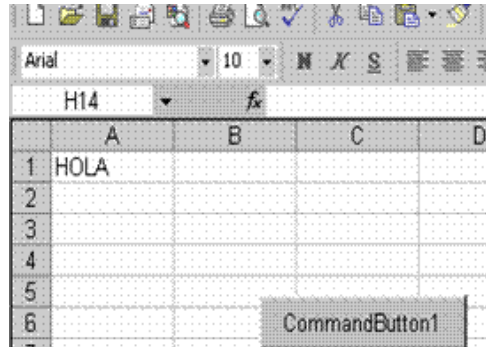 Arial 10 N K S
H14 fx
A B C D
1 HOLA
2
3
4
5
6 CommandButton1